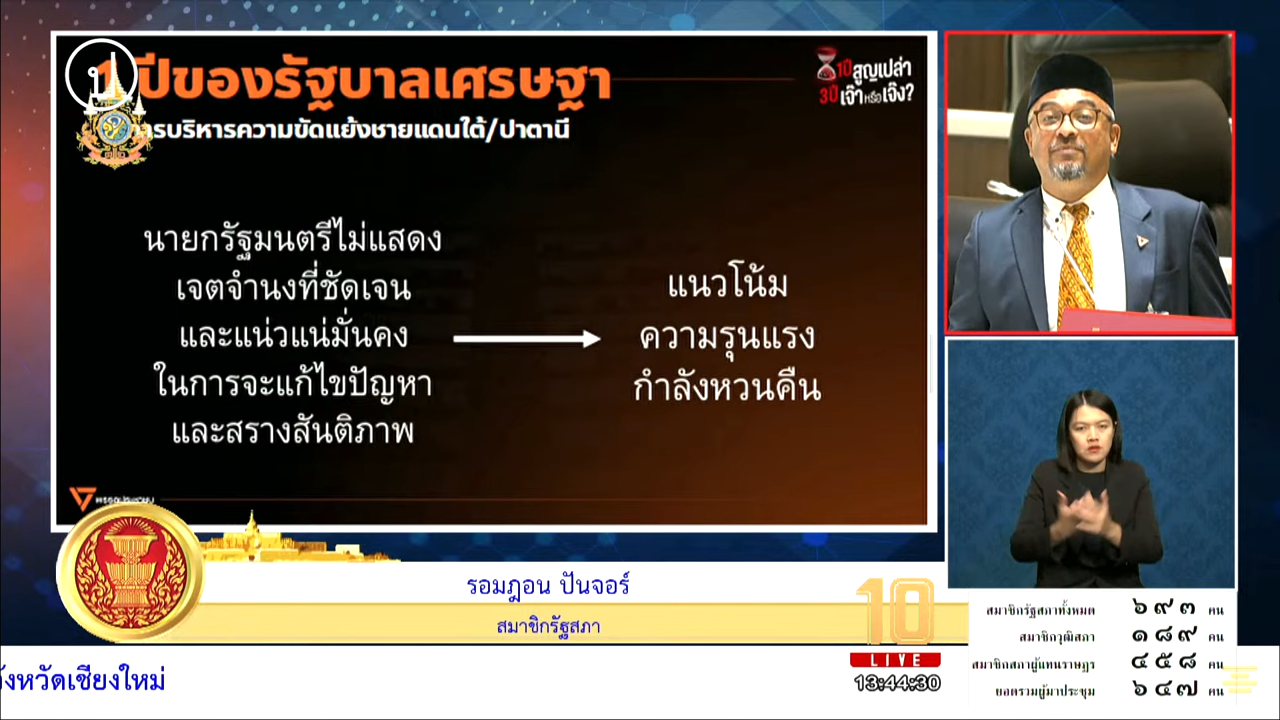 ป
1 ปีของรัฐบาลเศรษฐา
การบริหารความขัดแย้งชายแดนใต้/ปาตานี
1ปี สูญเปล่า
3ปี เจ๊า หรือ เจ๊ง?
นายกรัฐมนตรีไม่แสดง
เจตจำนงที่ชัดเจน
และแน่วแน่มั่นคง
ในการจะแก้ไขปัญหา
และสรางสันติภาพ
แนวโน้ม
ความรุนแรง
กำลังหวนคืน
พรรคประชาชน
รอมฎอน ปันจอร์
สมาชิกรัฐสภา
10
LIVE
13:44:30
สมาชิกรัฐสภาทั้งหมด ๖๙๓ คน
สมาชิกวุฒิสภา ๑๘๙ คน
สมาชิกสภาผู้แทนราษฎร ๔๕๘ คน
ยอดรวมผู้มาประชุม ๖๔๗ คน
จังหวัดเชียงใหม่